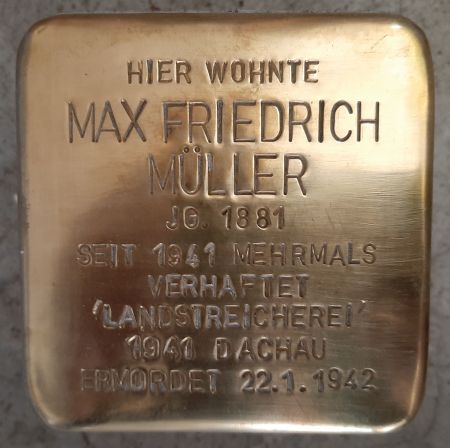 HIER WOHNTE
MAX FRIEDRICH
MÜLLER
JG. 1881
SEIT 1941 MEHRMALS
VERHAFTET
'LANDSTREICHEREI'
1941 DACHAU
ERMORDET 22.1.1942